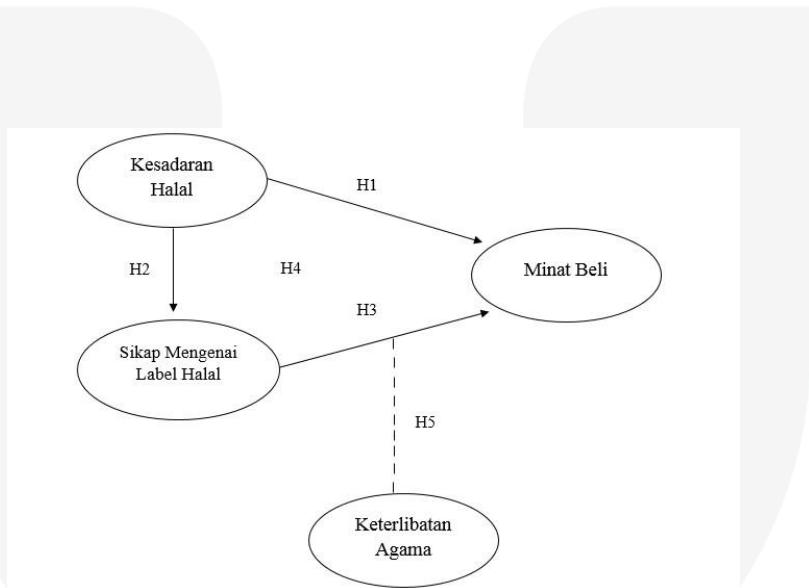 Kesadaran
Halal
H1
H2
H4
Minat Beli
H3
Sikap Mengenai
Label Halal
H5
Keterlibatan
Agama